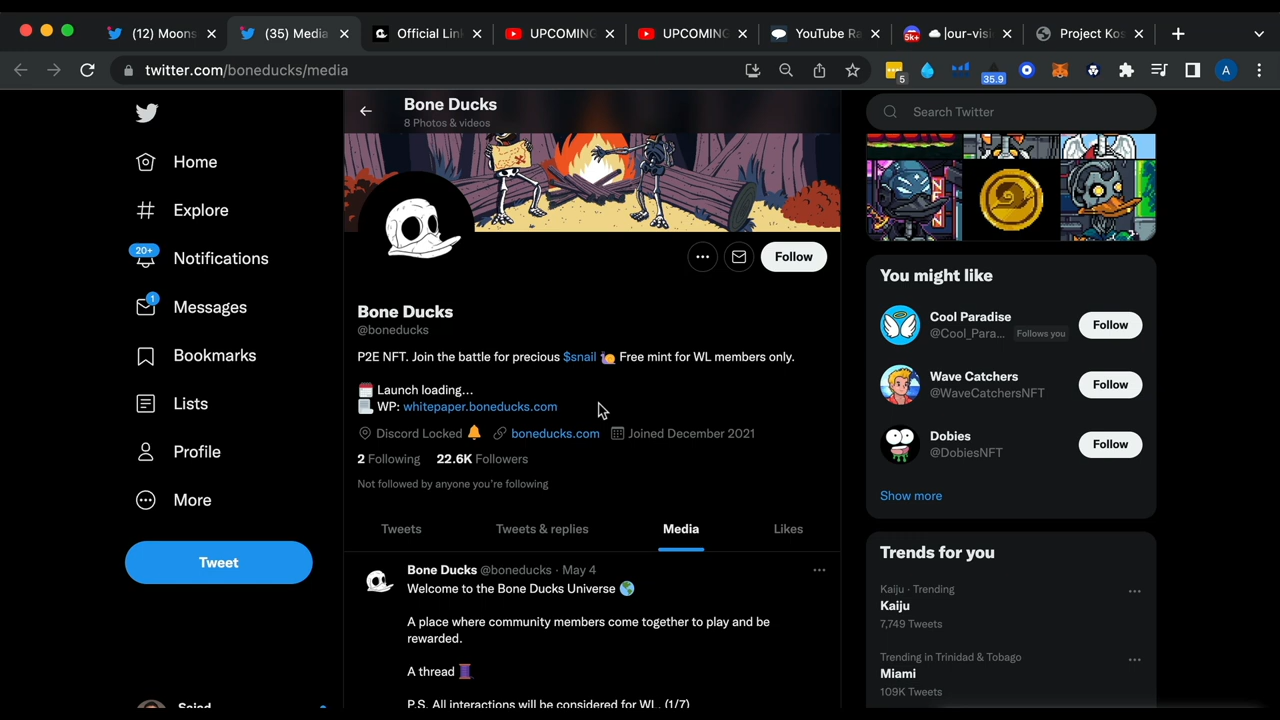 (12) Moons
(35) Media
Official Lin
UPCOMING
UPCOMING
YouTube Ra
5k+
|our-visi
Project Kos
twitter.com/boneducks/media
5
35.9
A
Bone Ducks
8 Photos & videos
Search Twitter
Home
Explore
20+
Notifications
1
Messages
Bookmarks
Lists
Profile
More
Tweet
Follow
Bone Ducks
@boneducks
P2E NFT. Join the battle for precious $snail 🐌 Free mint for WL members only.
Launch loading...
WP: whitepaper.boneducks.com
Discord Locked 🔔 boneducks.com Joined December 2021
2 Following 22.6K Followers
Not followed by anyone you're following
Tweets Tweets & replies Media Likes
Bone Ducks @boneducks · May 4
Welcome to the Bone Ducks Universe 🌎
A place where community members come together to play and be
rewarded.
A thread 🧵
P.S. All interactions will be considered for WL. (1/7)
You might like
Cool Paradise
@Cool_Para... Follows you
Follow
Wave Catchers
@WaveCatchersNFT
Follow
Dobies
@DobiesNFT
Follow
Show more
Trends for you
Kaiju · Trending
Kaiju
7,749 Tweets
Trending in Trinidad & Tobago
Miami
109K Tweets